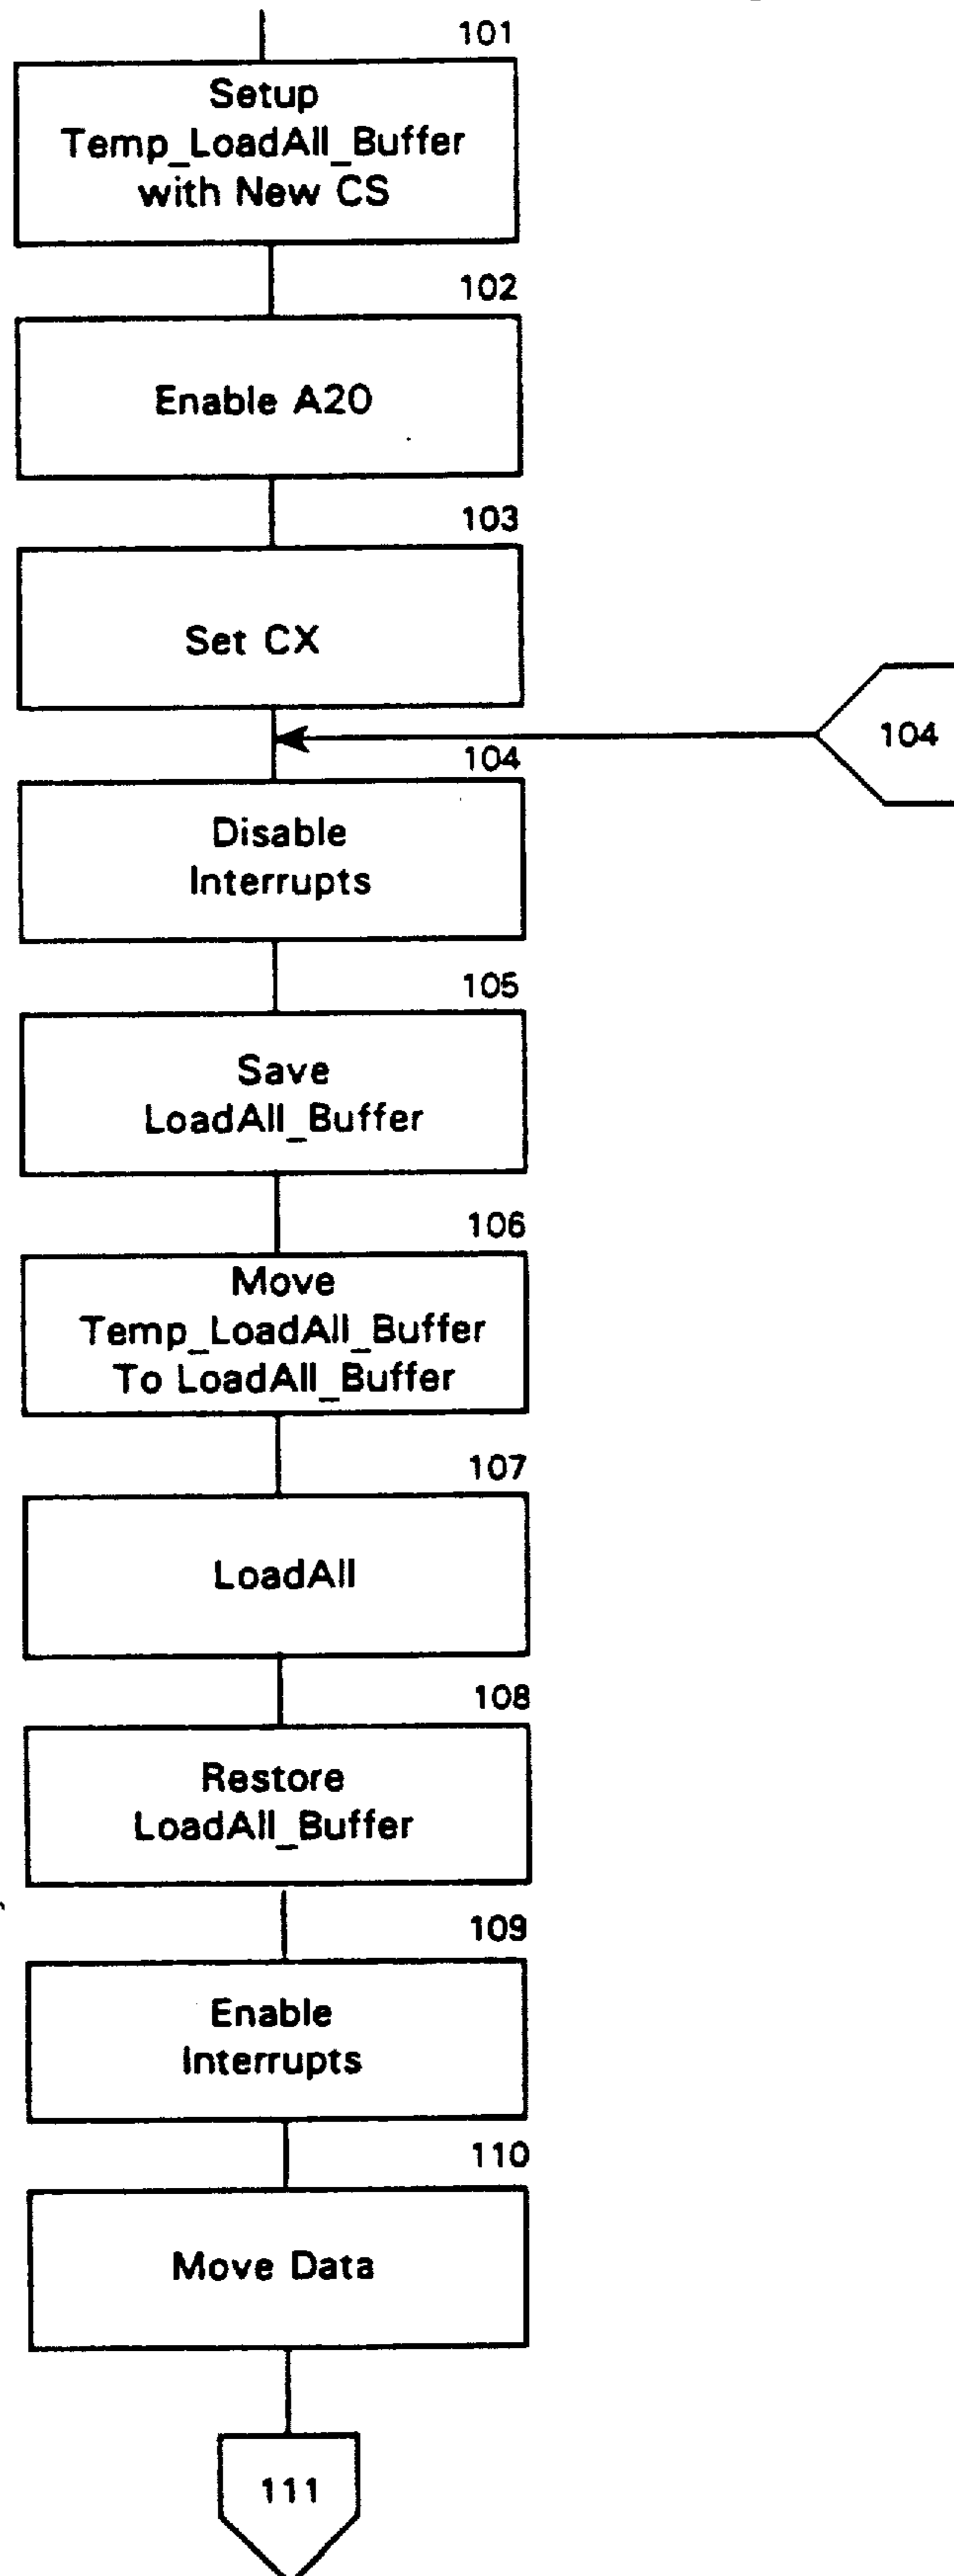 101
Setup
Temp_LoadAll_Buffer
with New CS
102
Enable A20
103
Set CX
104
104
Disable
Interrupts
105
Save
LoadAll_Buffer
106
Move
Temp_LoadAll_Buffer
To LoadAll_Buffer
107
LoadAll
108
Restore
LoadAll_Buffer
109
Enable
Interrupts
110
Move Data
111